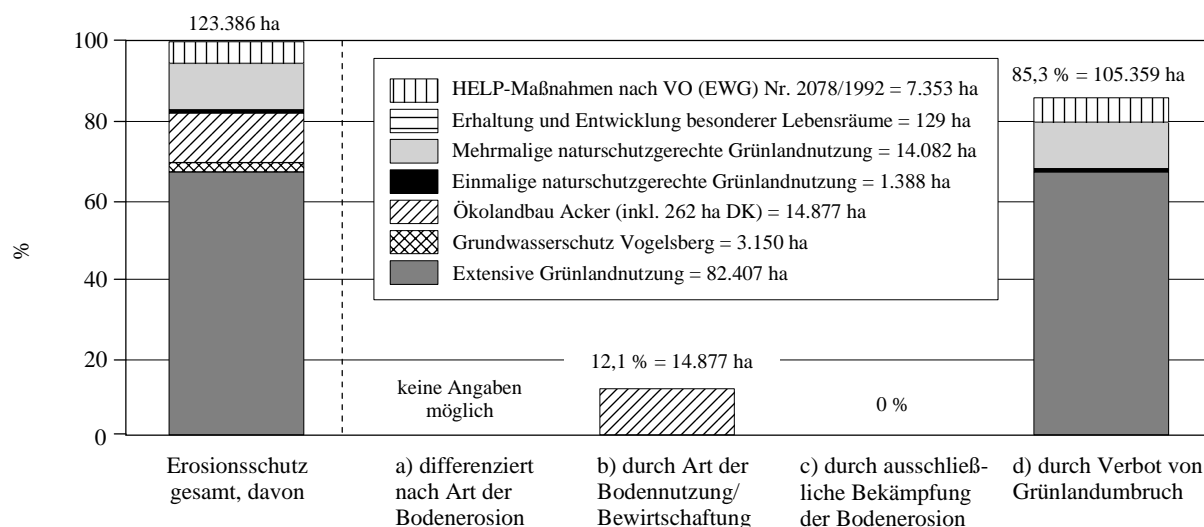 123.386 ha
100
80
60
40
20
0
%
HELP-Maßnahmen nach VO (EWG) Nr. 2078/1992 = 7.353 ha
Erhaltung und Entwicklung besonderer Lebensräume = 129 ha
Mehrmalige naturschutzgerechte Grünlandnutzung = 14.082 ha
Einmalige naturschutzgerechte Grünlandnutzung = 1.388 ha
Ökolandbau Acker (inkl. 262 ha DK) = 14.877 ha
Grundwasserschutz Vogelsberg = 3.150 ha
Extensive Grünlandnutzung = 82.407 ha
85,3 % = 105.359 ha
keine Angaben
möglich
12,1 % = 14.877 ha
0 %
Erosionsschutz
gesamt, davon
a) differenziert
nach Art der
Bodenerosion
b) durch Art der
Bodennutzung/
Bewirtschaftung
c) durch ausschließ-
liche Bekämpfung
der Bodenerosion
d) durch Verbot von
Grünlandumbruch